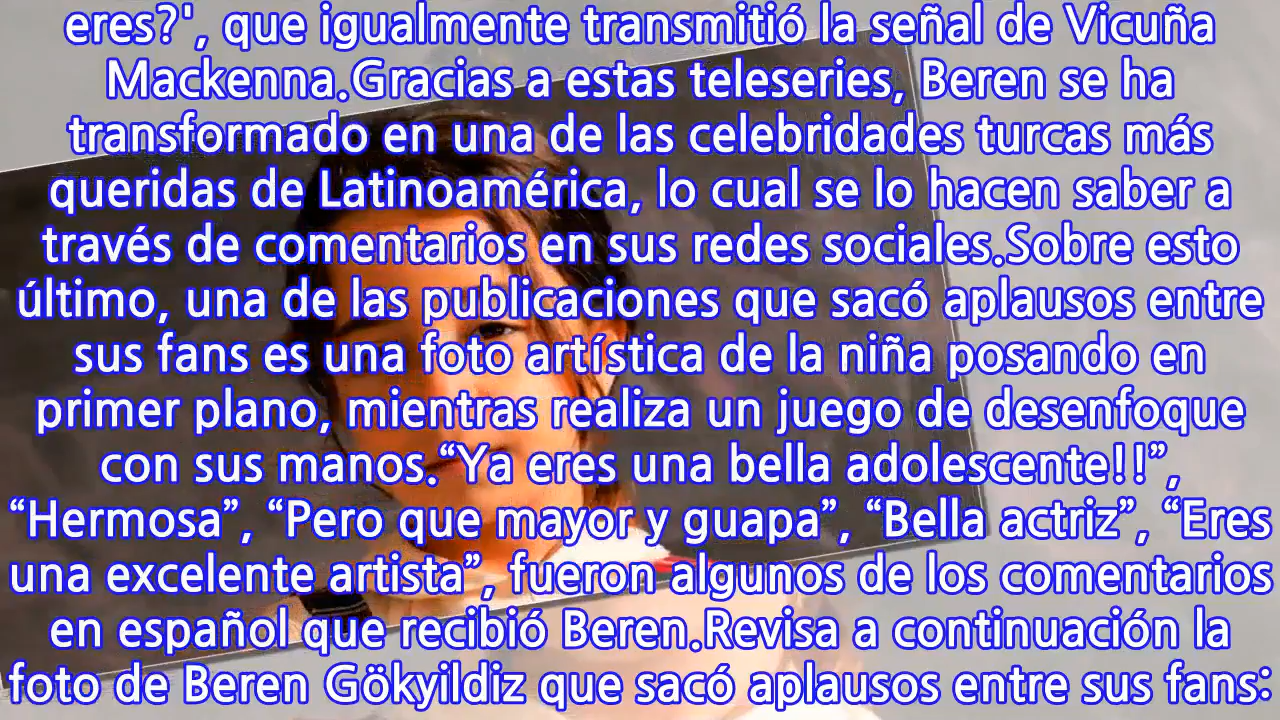 eres?', que igualmente transmitió la señal de Vicuña
Mackenna.Gracias a estas teleseries, Beren se ha
transformado en una de las celebridades turcas más
queridas de Latinoamérica, lo cual se lo hacen saber a
través de comentarios en sus redes sociales.Sobre esto
último, una de las publicaciones que sacó aplausos entre
sus fans es una foto artística de la niña posando en
primer plano, mientras realiza un juego de desenfoque
con sus manos.“Ya eres una bella adolescente!!”,
“Hermosa”, “Pero que mayor y guapa”, “Bella actriz”, “Eres
una excelente artista”, fueron algunos de los comentarios
en español que recibió Beren.Revisa a continuación la
foto de Beren Gökyildiz que sacó aplausos entre sus fans: